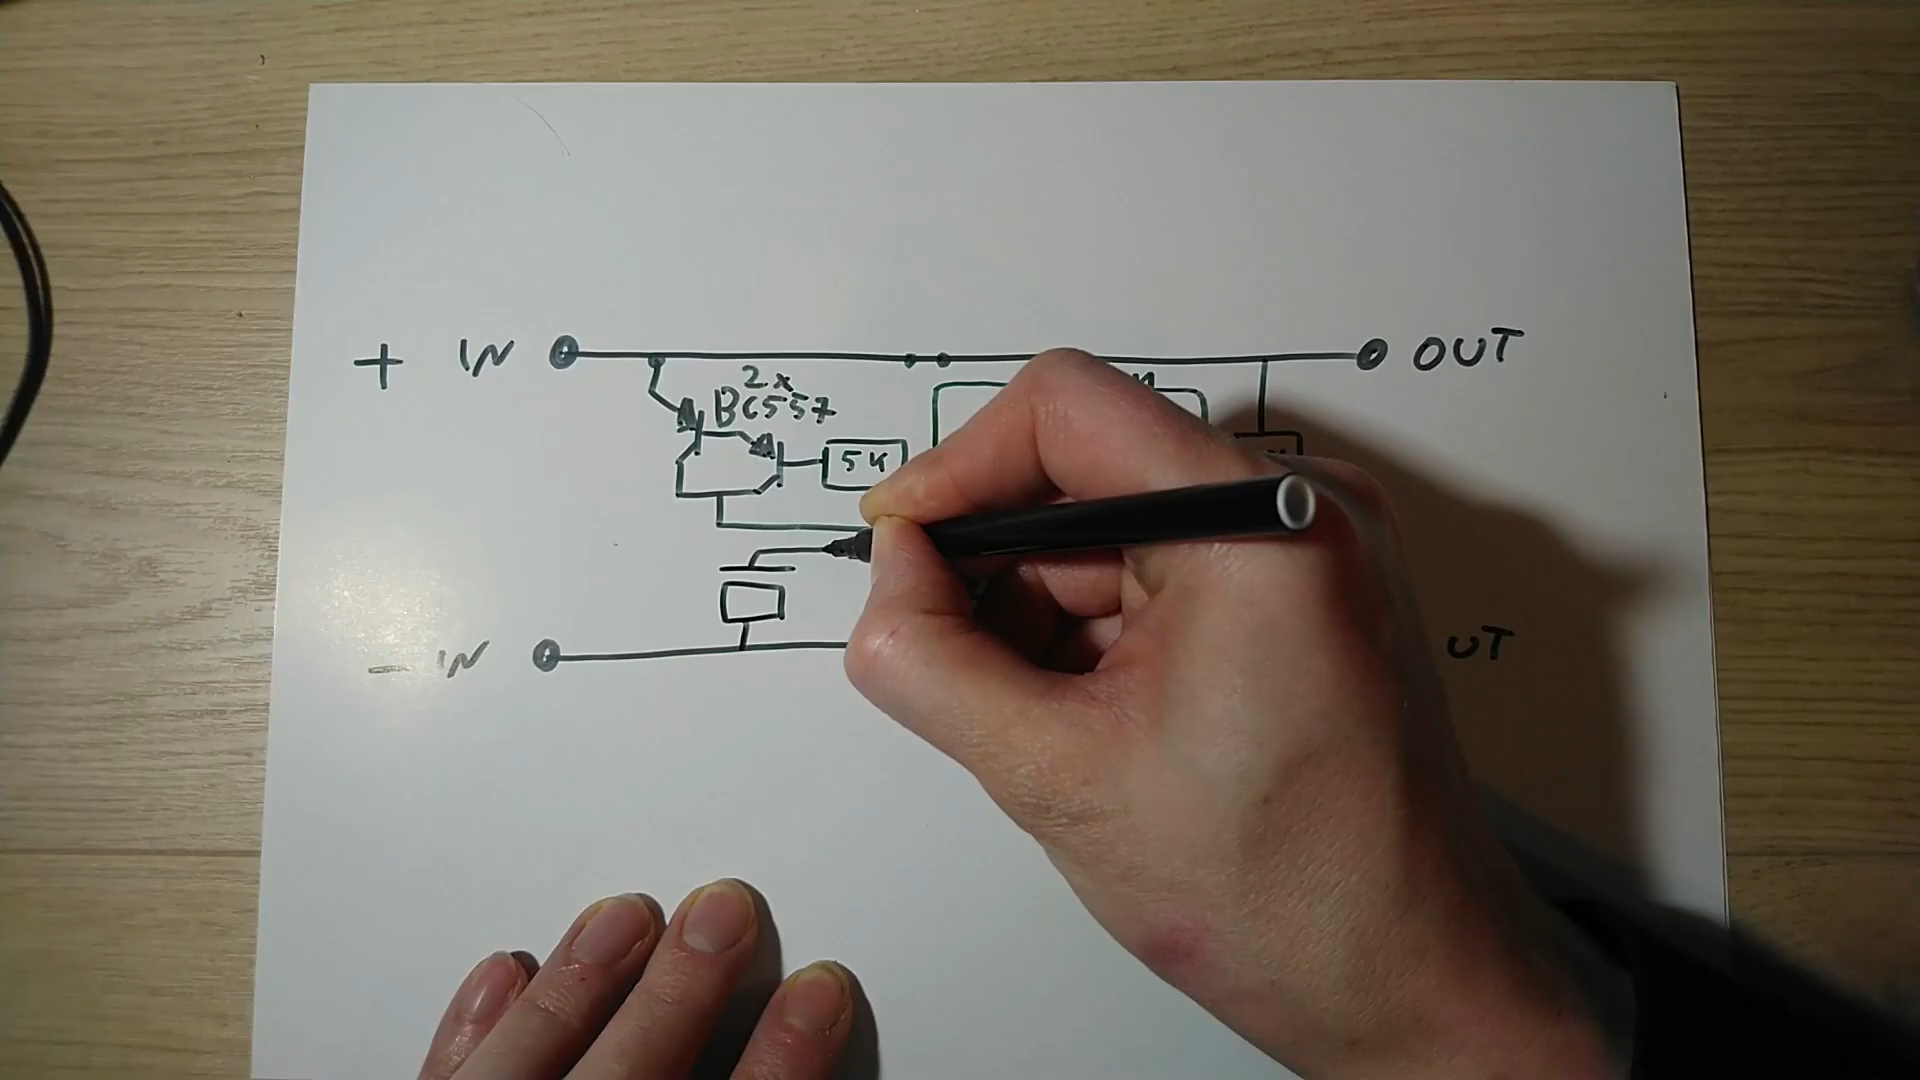 + IN OUT
2x
BC557
5K
- IN UT